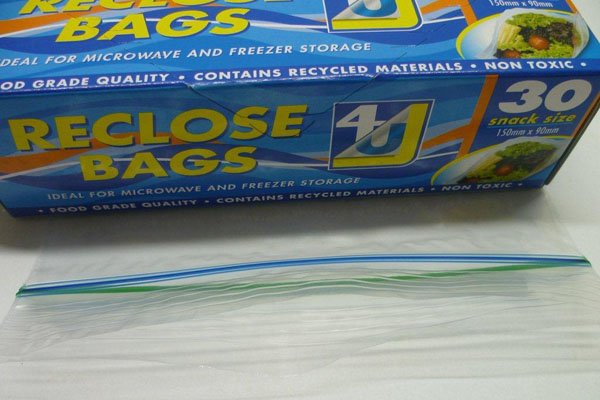 RECLOSE
BAGS
150mm x 90mm
IDEAL FOR MICROWAVE AND FREEZER STORAGE
FOOD GRADE QUALITY • CONTAINS RECYCLED MATERIALS • NON TOXIC •
RECLOSE
BAGS
4U
30
snack size
150mm x 90mm
IDEAL FOR MICROWAVE AND FREEZER STORAGE
• FOOD GRADE QUALITY • CONTAINS RECYCLED MATERIALS • NON TOXIC •